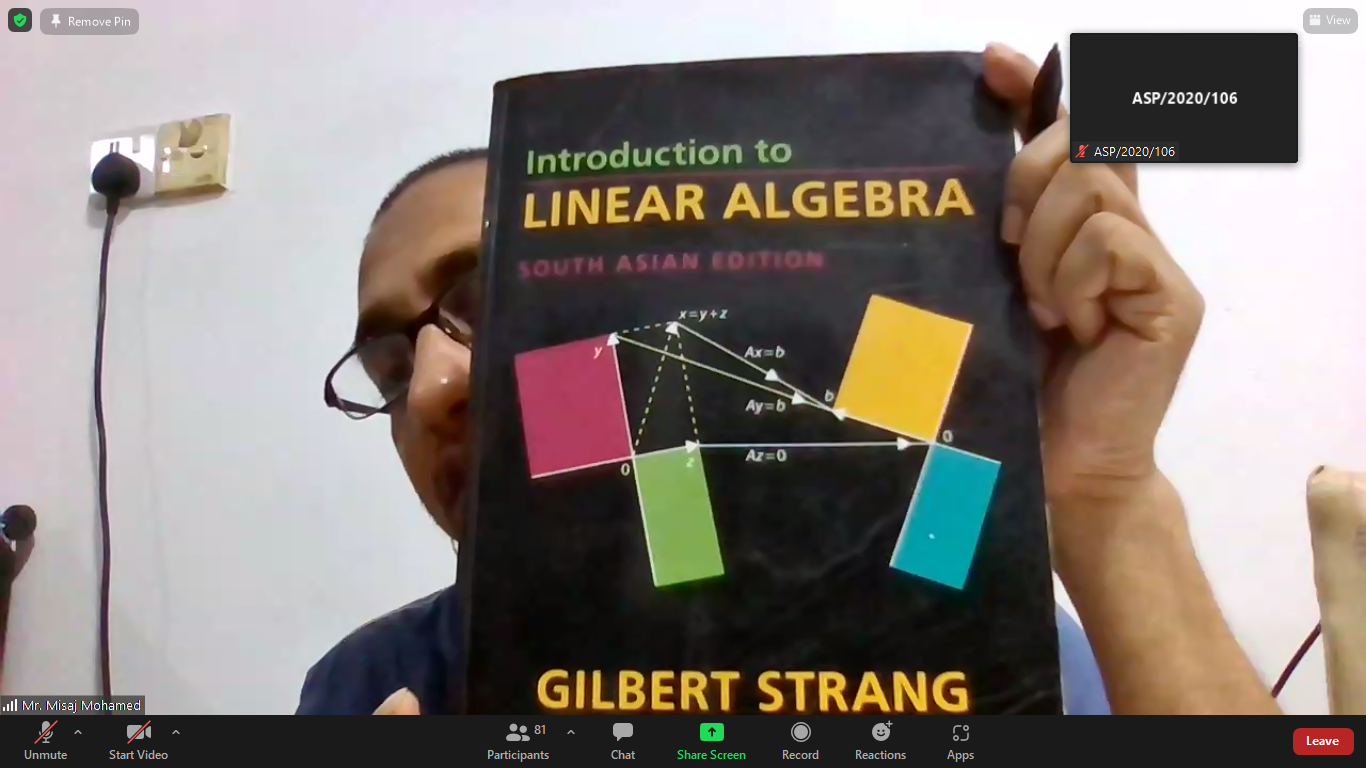 Remove Pin
View
ASP/2020/106
ASP/2020/106
Introduction to
LINEAR ALGEBRA
SOUTH ASIAN EDITION
x=y+z
y
Ax=b
b
Ay=b
0
0
z
Az=0
GILBERT STRANG
Mr. Misaj Mohamed
Unmute
Start Video
81
Participants
Chat
Share Screen
Record
Reactions
Apps
Leave